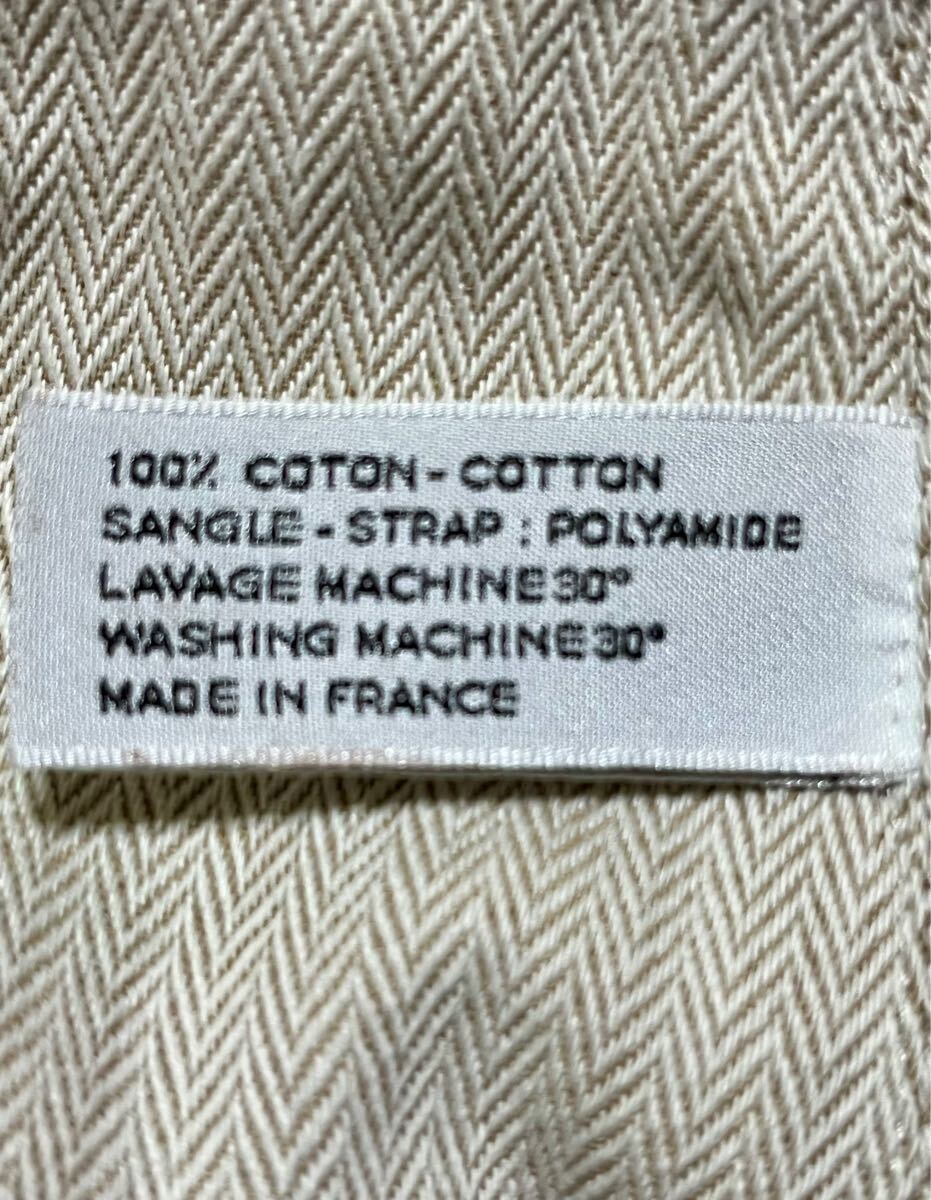 100% COTON - COTTON
SANGLE - STRAP : POLYAMIDE
LAVAGE MACHINE 30°
WASHING MACHINE 30°
MADE IN FRANCE